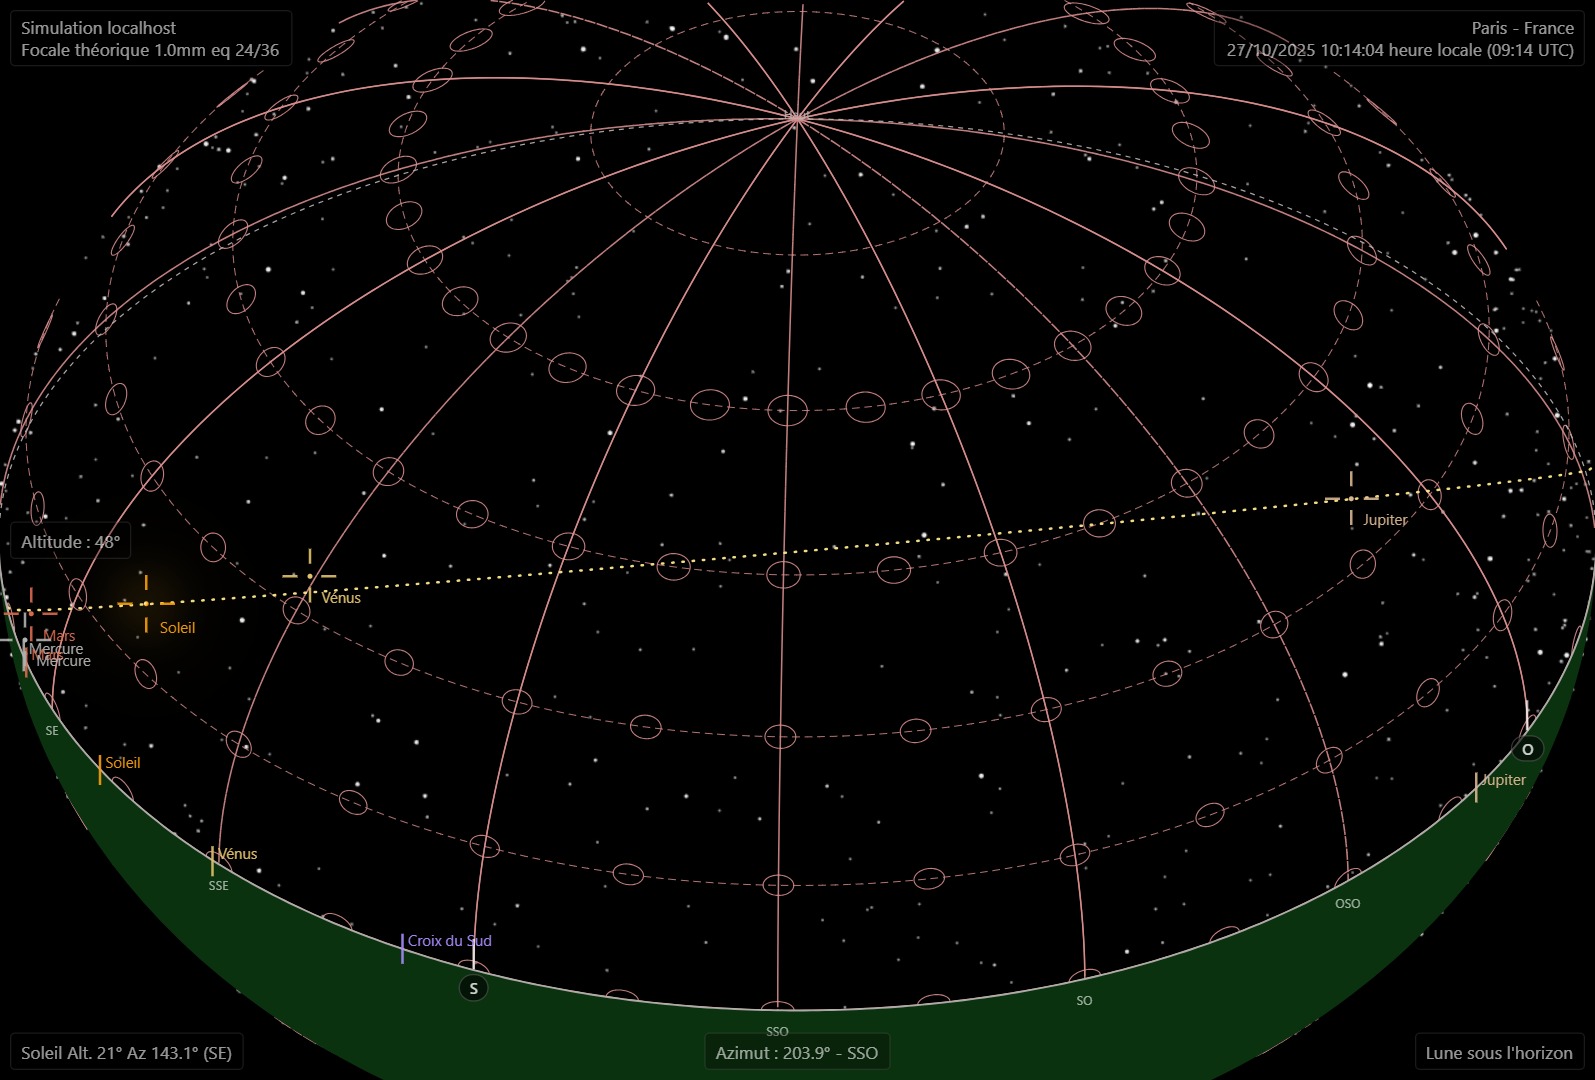 Simulation localhost
Focale théorique 1.0mm eq 24/36
Paris - France
27/10/2025 10:14:04 heure locale (09:14 UTC)
Altitude : 48°
Jupiter
Vénus
Soleil
Mars
Mercure
Mercure
SE
Soleil
O
Jupiter
Vénus
SSE
OSO
Croix du Sud
S
SO
SSO
Soleil Alt. 21° Az 143.1° (SE)
Azimut : 203.9° - SSO
Lune sous l'horizon